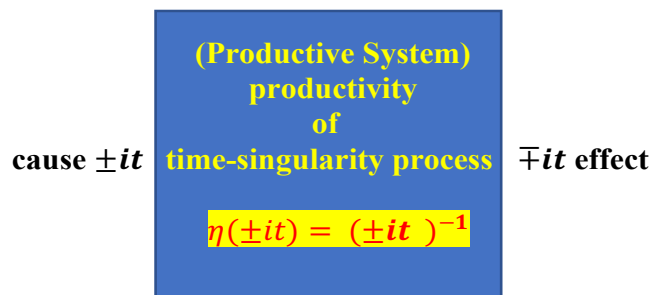 (Productive System)
productivity
of
cause ±it time-singularity process ∓it effect
η(±it) = (±it )⁻¹